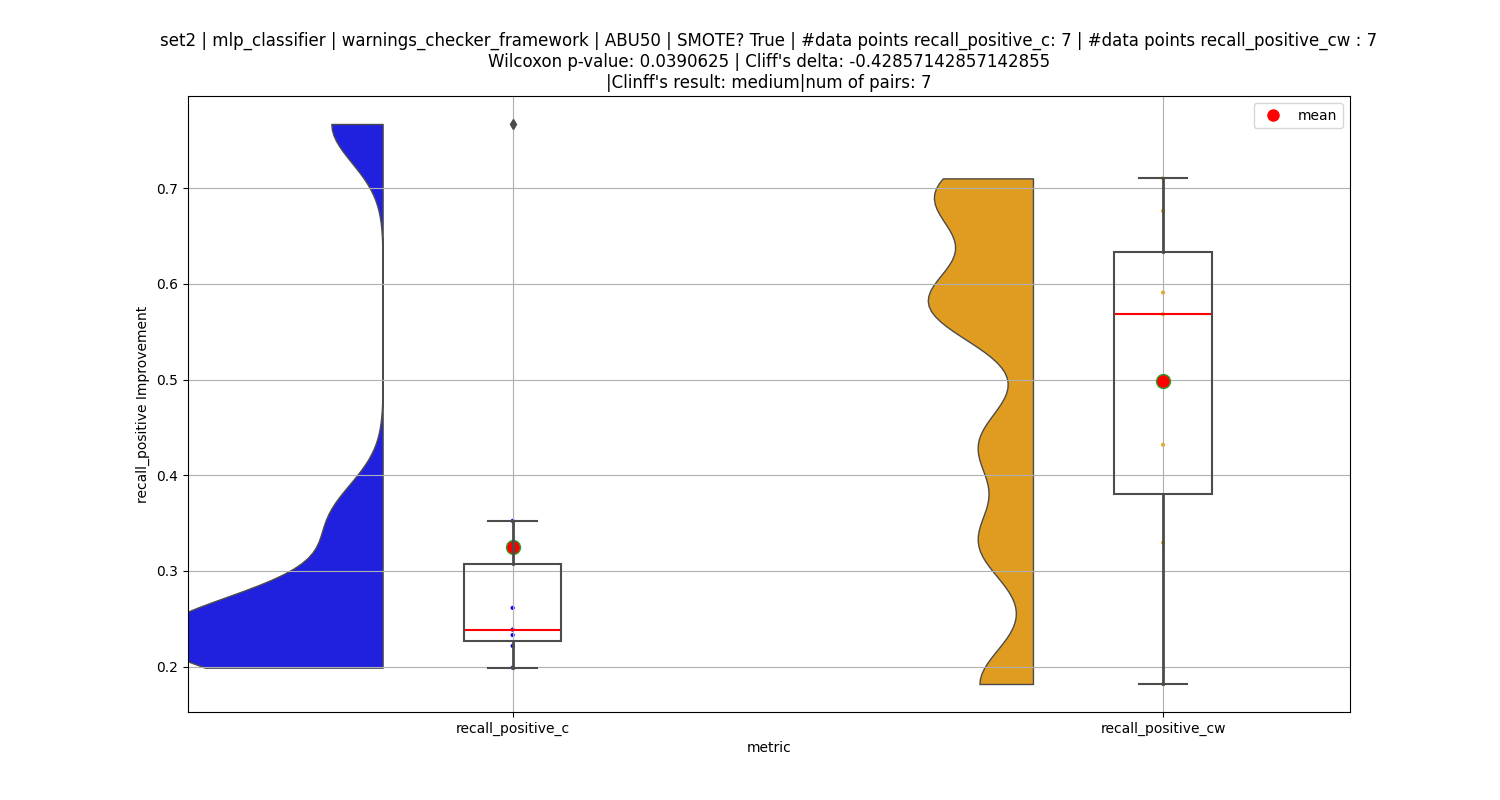 set2 | mlp_classifier | warnings_checker_framework | ABU50 | SMOTE? True | #data points recall_positive_c: 7 | #data points recall_positive_cw : 7
Wilcoxon p-value: 0.0390625 | Cliff's delta: -0.42857142857142855
|Clinff's result: medium|num of pairs: 7
mean
0.7
0.6
0.5
0.4
0.3
0.2
recall_positive Improvement
recall_positive_c
recall_positive_cw
metric